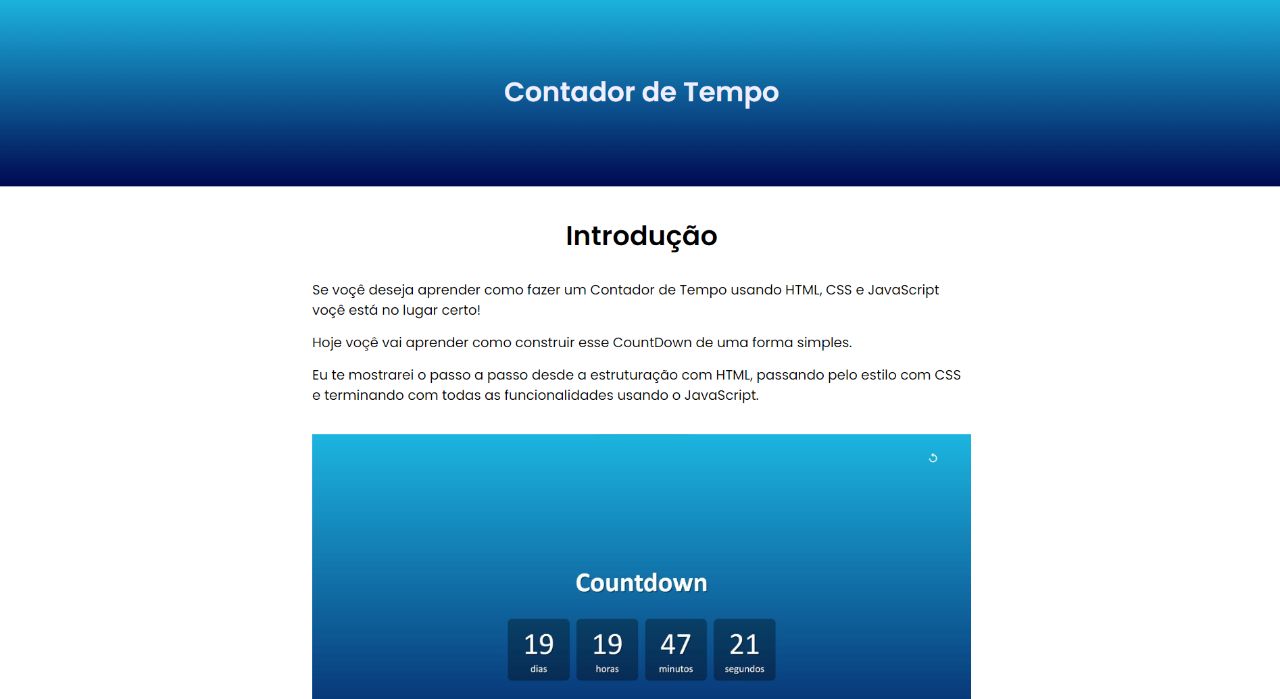 Contador de Tempo
Introdução
Se voçê deseja aprender como fazer um Contador de Tempo usando HTML, CSS e JavaScript
voçê está no lugar certo!
Hoje voçê vai aprender como construir esse CountDown de uma forma simples.
Eu te mostrarei o passo a passo desde a estruturação com HTML, passando pelo estilo com CSS
e terminando com todas as funcionalidades usando o JavaScript.
Countdown
19 19 47 21
dias horas minutos segundos